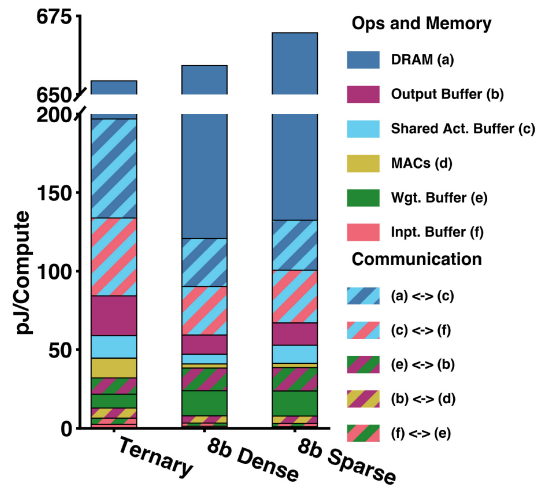 675
650
200
150
100
50
0
pJ/Compute
Ternary
8b Dense
8b Sparse
Ops and Memory
DRAM (a)
Output Buffer (b)
Shared Act. Buffer (c)
MACs (d)
Wgt. Buffer (e)
Inpt. Buffer (f)
Communication
(a) <-> (c)
(c) <-> (f)
(e) <-> (b)
(b) <-> (d)
(f) <-> (e)